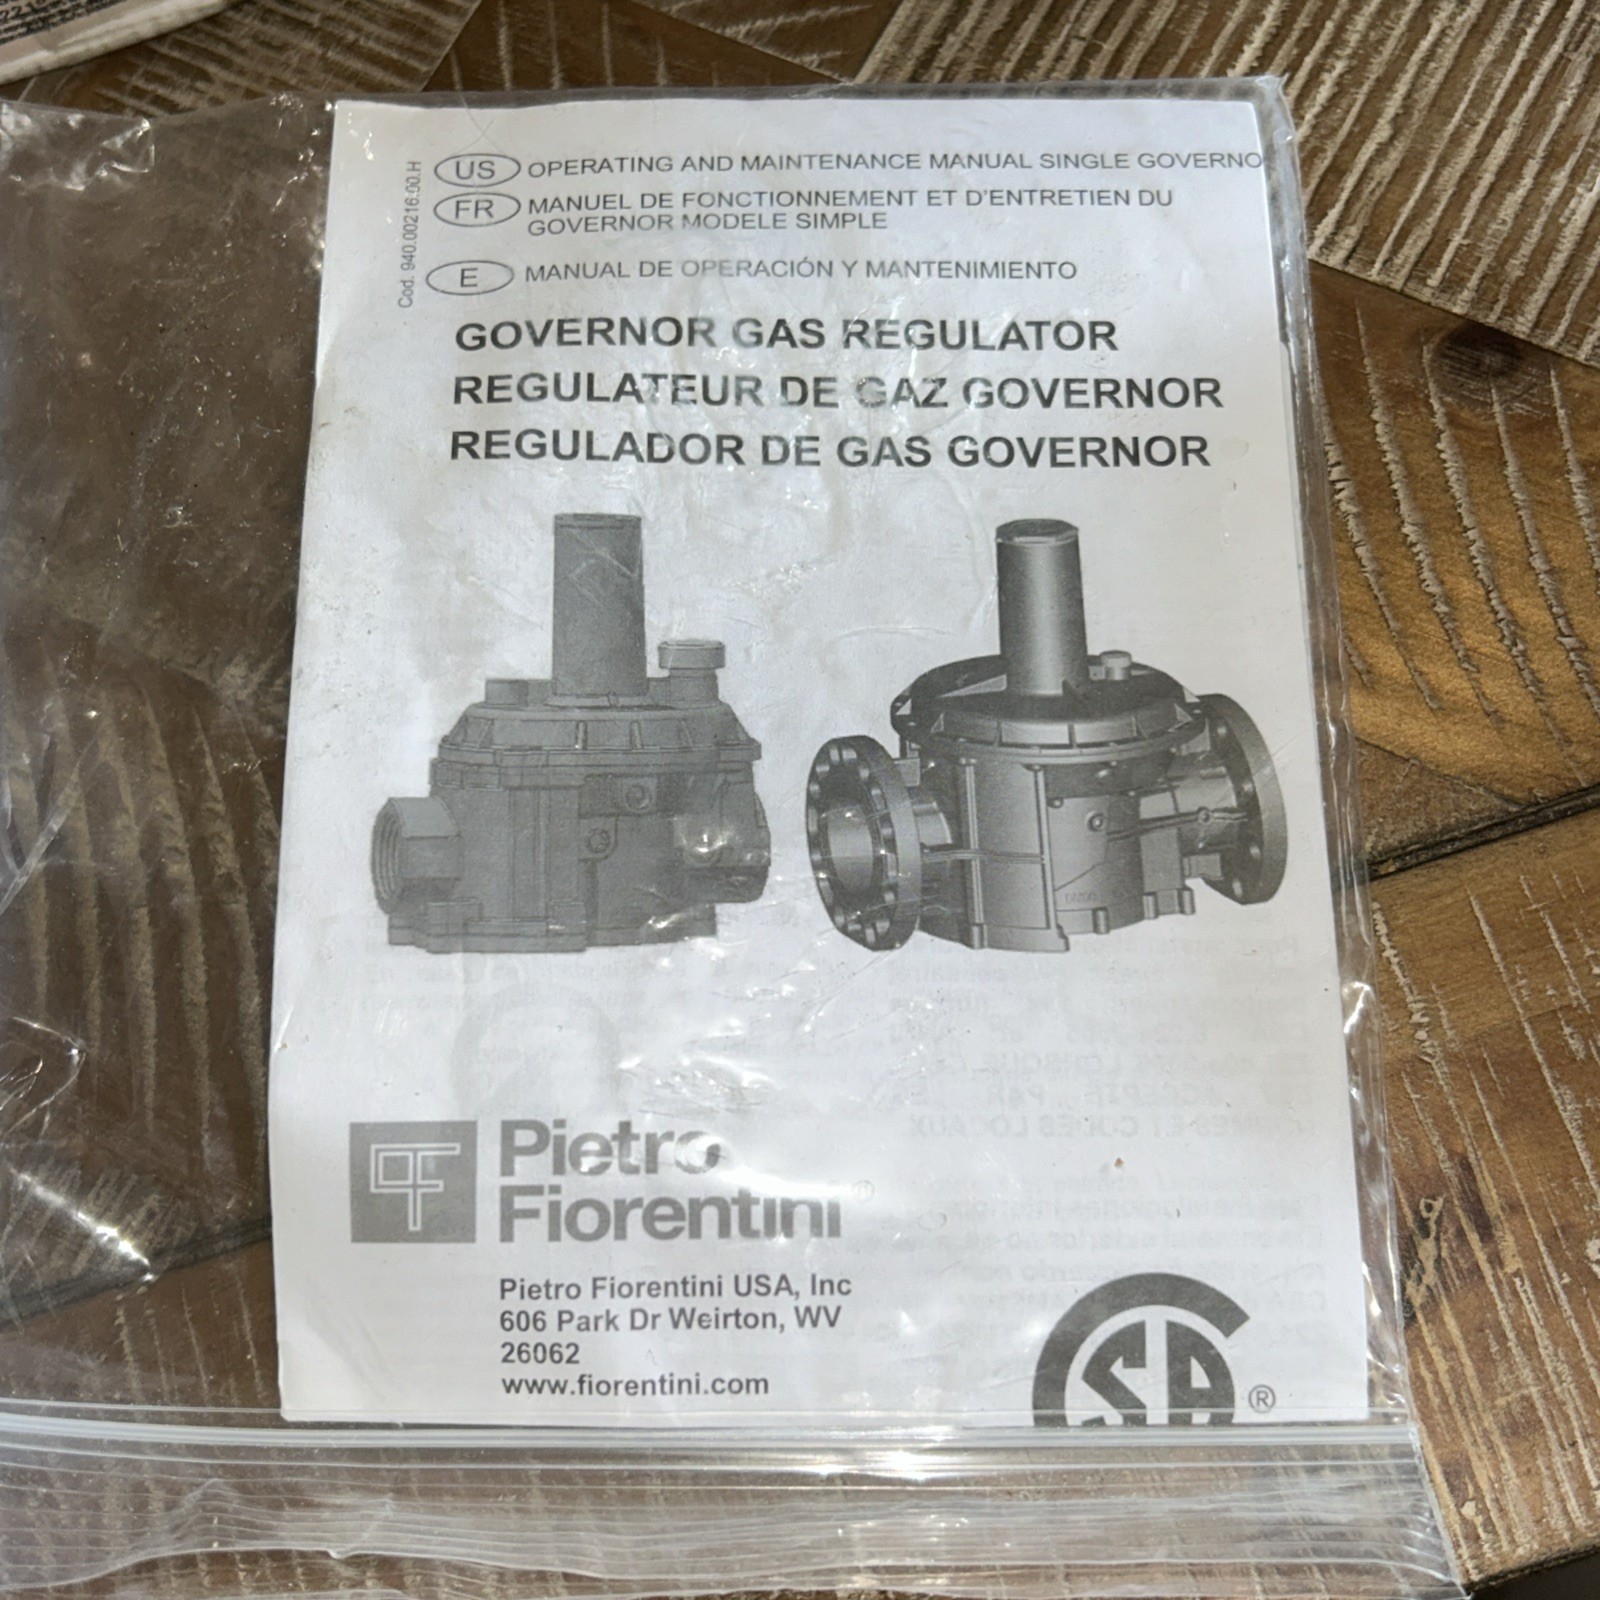 Cod. 940.00216.00.H
US OPERATING AND MAINTENANCE MANUAL SINGLE GOVERNO
FR MANUEL DE FONCTIONNEMENT ET D'ENTRETIEN DU
GOVERNOR MODELE SIMPLE
E MANUAL DE OPERACIÓN Y MANTENIMIENTO
GOVERNOR GAS REGULATOR
REGULATEUR DE GAZ GOVERNOR
REGULADOR DE GAS GOVERNOR
Pietro
Fiorentini®
Pietro Fiorentini USA, Inc
606 Park Dr Weirton, WV
26062
www.fiorentini.com
CSA ®